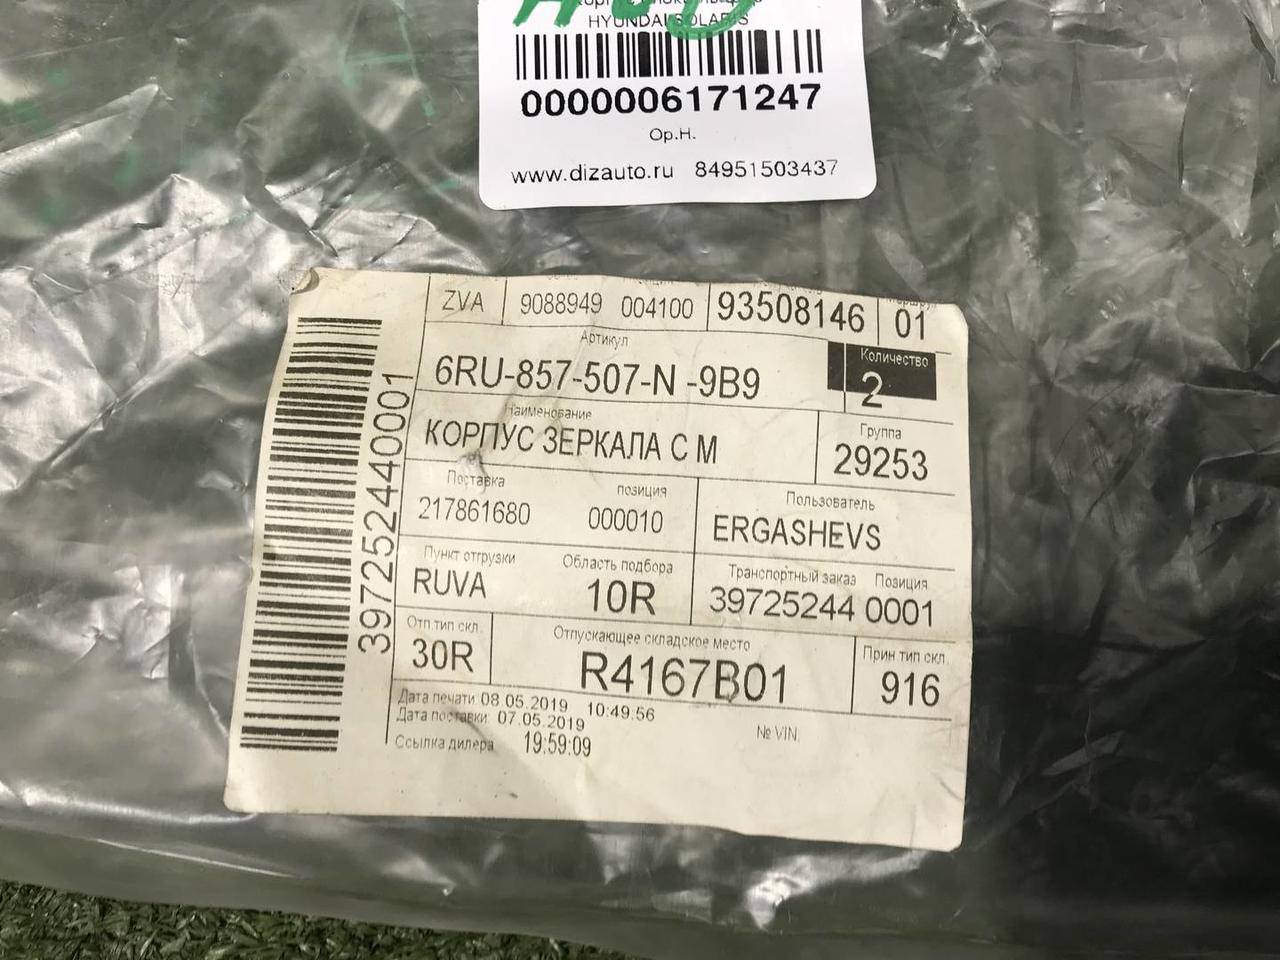 HYUNDAI SOLARIS
0000006171247
Ор.Н.
www.dizauto.ru 84951503437
ZVA 9088949 004100 93508146 01
Артикул
6RU-857-507-N -9B9
Количество
2
Наименование
КОРПУС ЗЕРКАЛА С М
Группа
29253
Поставка позиция
217861680 000010
Пользователь
ERGASHEVS
Пункт отгрузки
RUVA
Область подбора
10R
Транспортный заказ Позиция
39725244 0001
Отп.тип скл.
30R
Отпускающее складское место
R4167B01
Прин тип скл.
916
Дата печати 08.05.2019 10:49:56
Дата поставки 07.05.2019
Ссылка дилера 19:59:09
№ VIN
397252440001